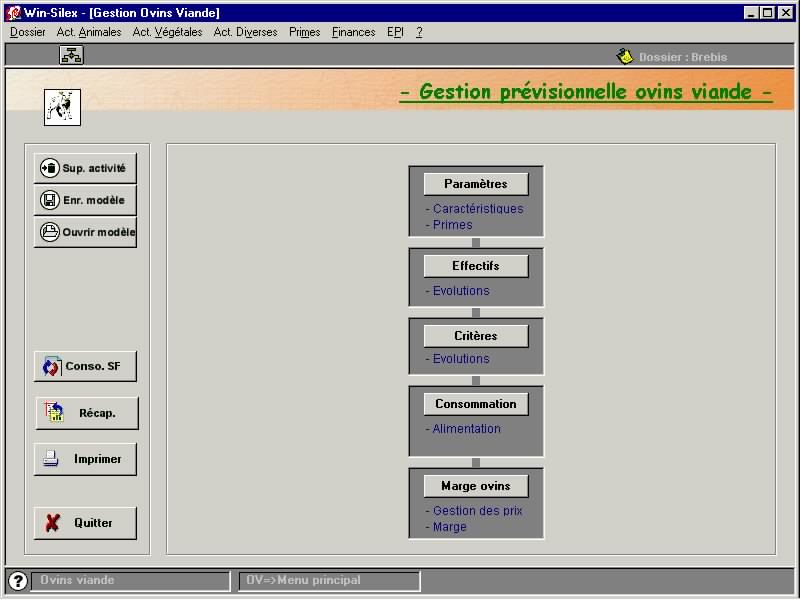 Win-Silex - [Gestion Ovins Viande]
Dossier Act. Animales Act. Végétales Act. Diverses Primes Finances EPI ?
Dossier : Brebis
- Gestion prévisionnelle ovins viande -
Sup. activité
Enr. modèle
Ouvrir modèle
Conso. SF
Récap.
Imprimer
Quitter
Paramètres
- Caractéristiques
- Primes
Effectifs
- Evolutions
Critères
- Evolutions
Consommation
- Alimentation
Marge ovins
- Gestion des prix
- Marge
? Ovins viande OV=>Menu principal